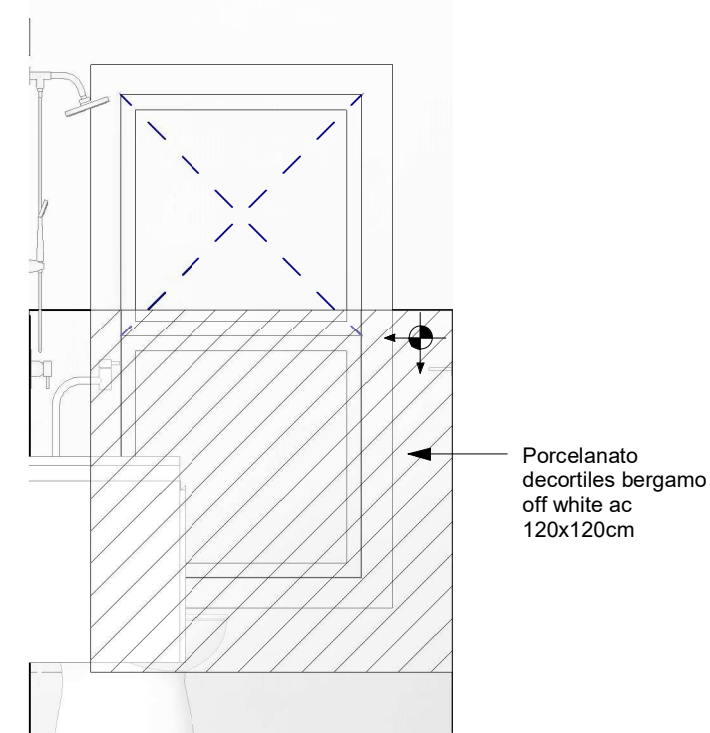 Porcelanato
decortiles bergamo
off white ac
120x120cm